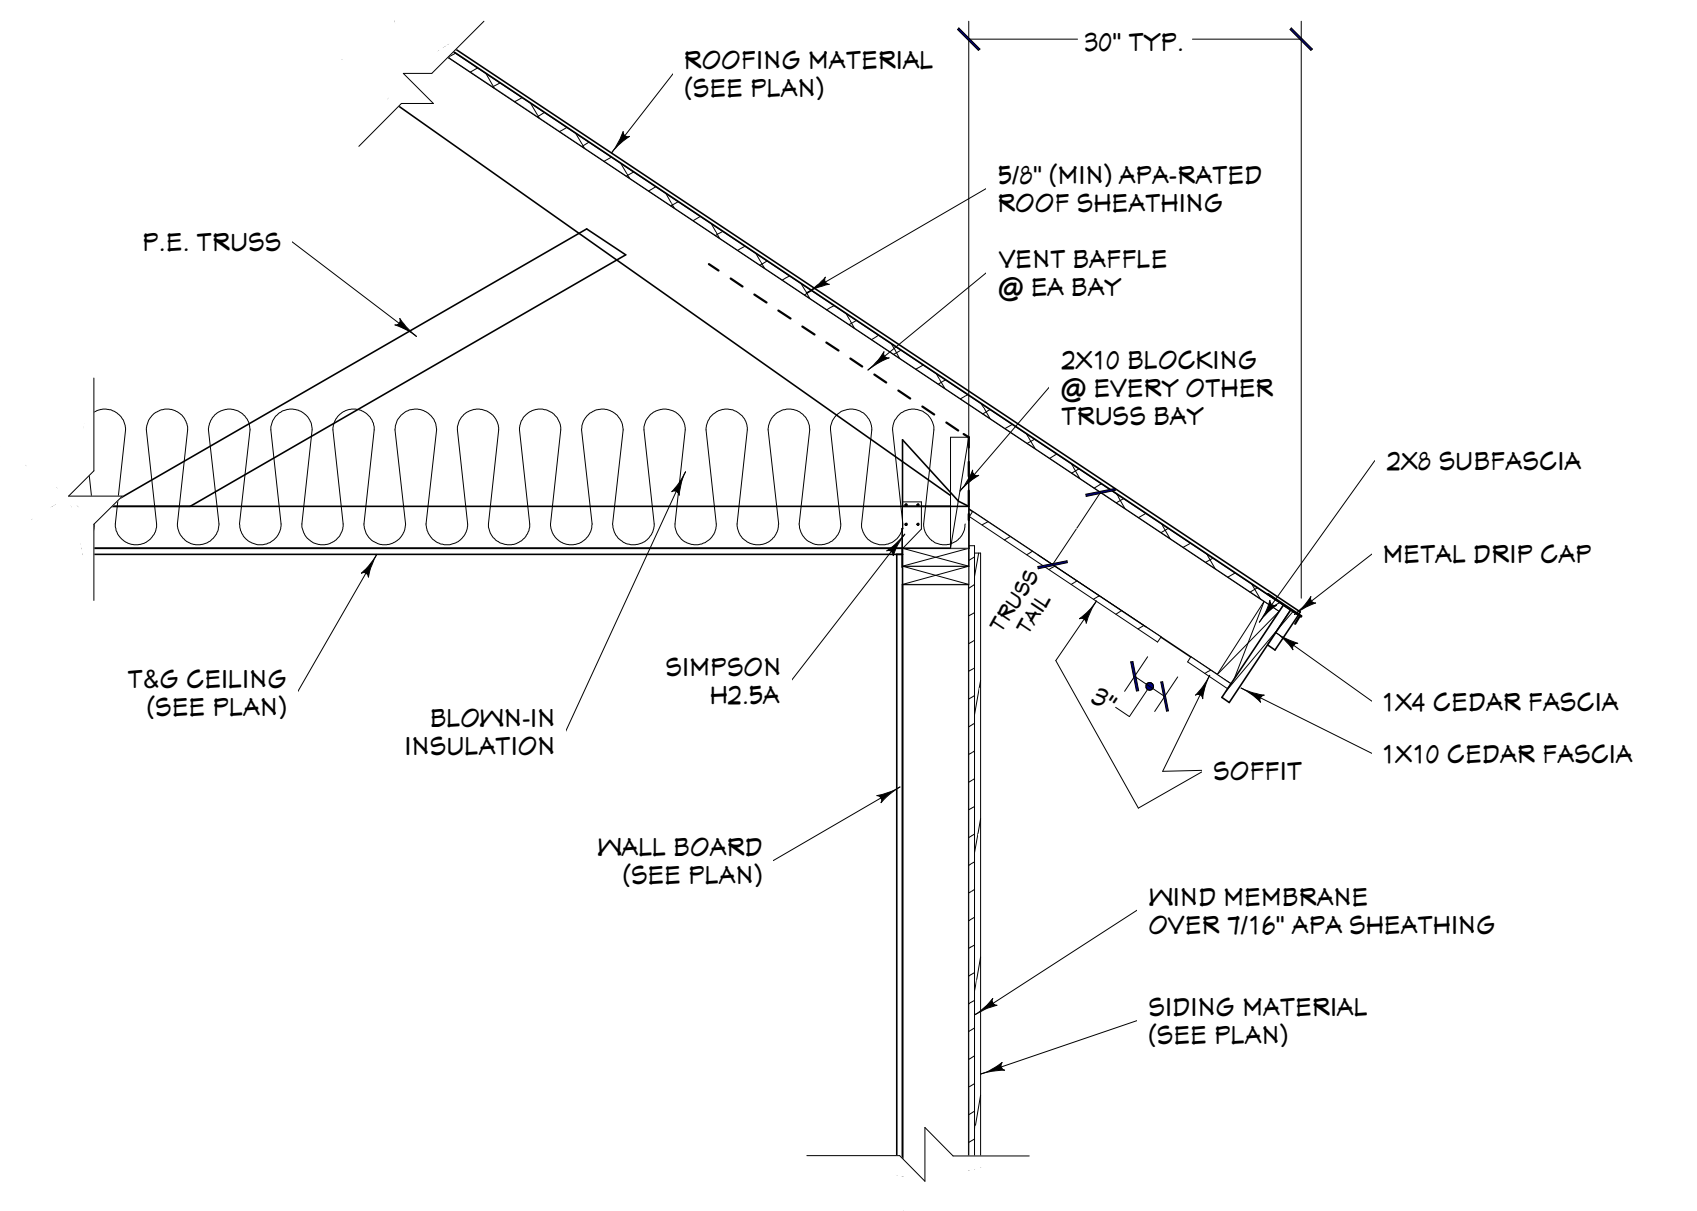 30" TYP.
ROOFING MATERIAL
(SEE PLAN)
5/8" (MIN) APA-RATED
ROOF SHEATHING
P.E. TRUSS
VENT BAFFLE
@ EA BAY
2X10 BLOCKING
@ EVERY OTHER
TRUSS BAY
2X8 SUBFASCIA
METAL DRIP CAP
TRUSS
TAIL
SIMPSON
H2.5A
T&G CEILING
(SEE PLAN)
3"
1X4 CEDAR FASCIA
BLOWN-IN
INSULATION
1X10 CEDAR FASCIA
SOFFIT
WALL BOARD
(SEE PLAN)
WIND MEMBRANE
OVER 7/16" APA SHEATHING
SIDING MATERIAL
(SEE PLAN)